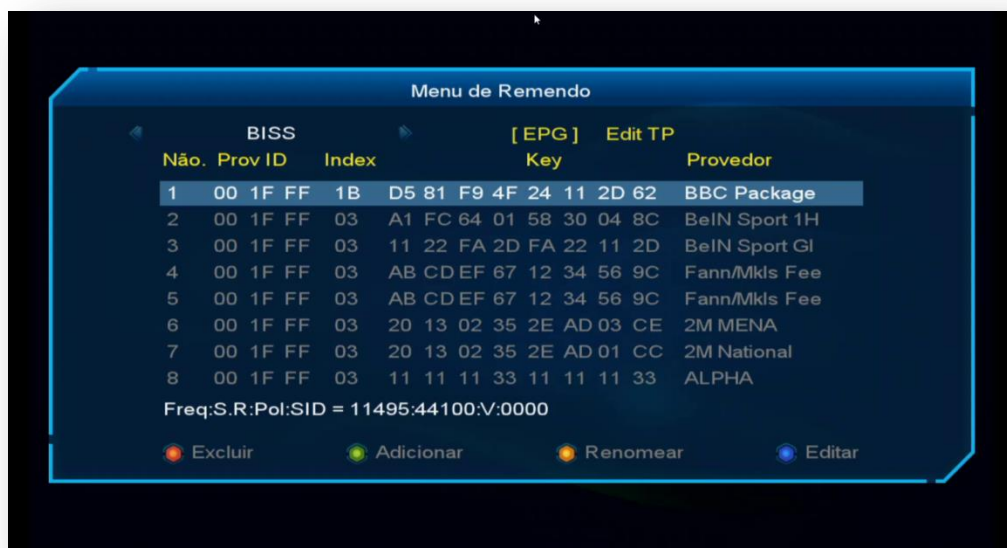 Menu de Remendo
BISS [ EPG ] Edit TP
Não. Prov ID Index Key Provedor
1 00 1F FF 1B D5 81 F9 4F 24 11 2D 62 BBC Package
2 00 1F FF 03 A1 FC 64 01 58 30 04 8C BeIN Sport 1H
3 00 1F FF 03 11 22 FA 2D FA 22 11 2D BeIN Sport Gl
4 00 1F FF 03 AB CD EF 67 12 34 56 9C Fann/Mkls Fee
5 00 1F FF 03 AB CD EF 67 12 34 56 9C Fann/Mkls Fee
6 00 1F FF 03 20 13 02 35 2E AD 03 CE 2M MENA
7 00 1F FF 03 20 13 02 35 2E AD 01 CC 2M National
8 00 1F FF 03 11 11 11 33 11 11 11 33 ALPHA
Freq:S.R:Pol:SID = 11495:44100:V:0000
Excluir Adicionar Renomear Editar